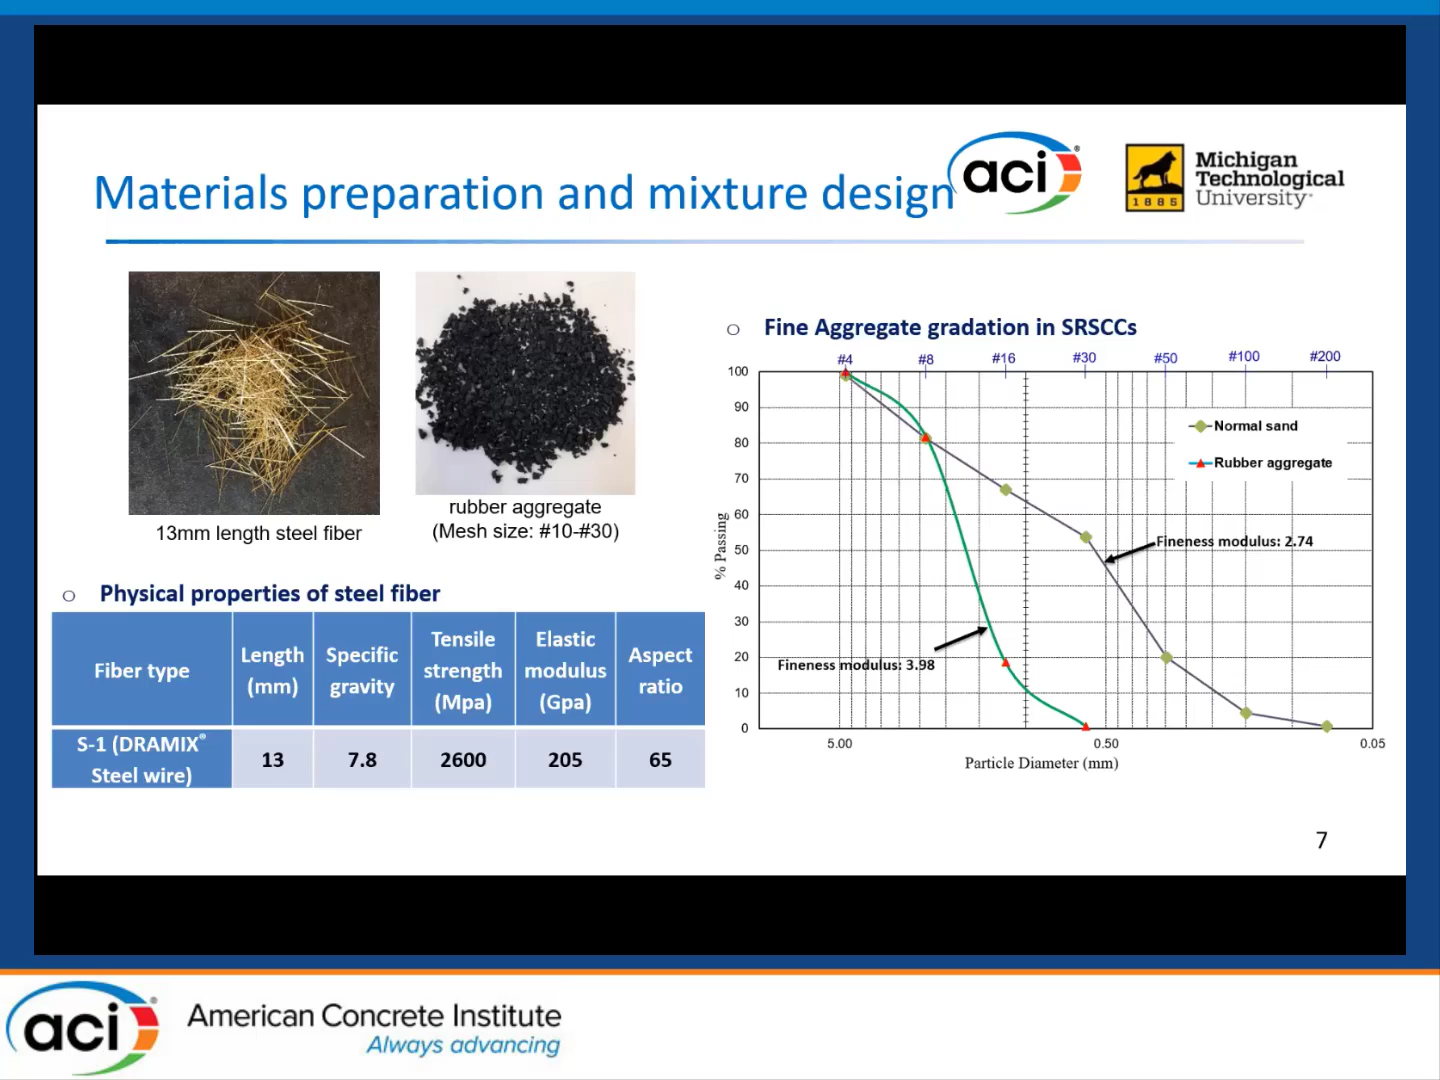 Materials preparation and mixture design
aci®
Michigan
Technological
University
1885
13mm length steel fiber
rubber aggregate
(Mesh size: #10-#30)
o Physical properties of steel fiber
Fiber type
Length
(mm)
Specific
gravity
Tensile
strength
(Mpa)
Elastic
modulus
(Gpa)
Aspect
ratio
S-1 (DRAMIX®
Steel wire)
13
7.8
2600
205
65
o Fine Aggregate gradation in SRSCCs
#4 #8 #16 #30 #50 #100 #200
100
90
80
70
60
50
40
30
20
10
0
% Passing
Normal sand
Rubber aggregate
Fineness modulus: 2.74
Fineness modulus: 3.98
5.00 0.50 0.05
Particle Diameter (mm)
7
aci®
American Concrete Institute
Always advancing